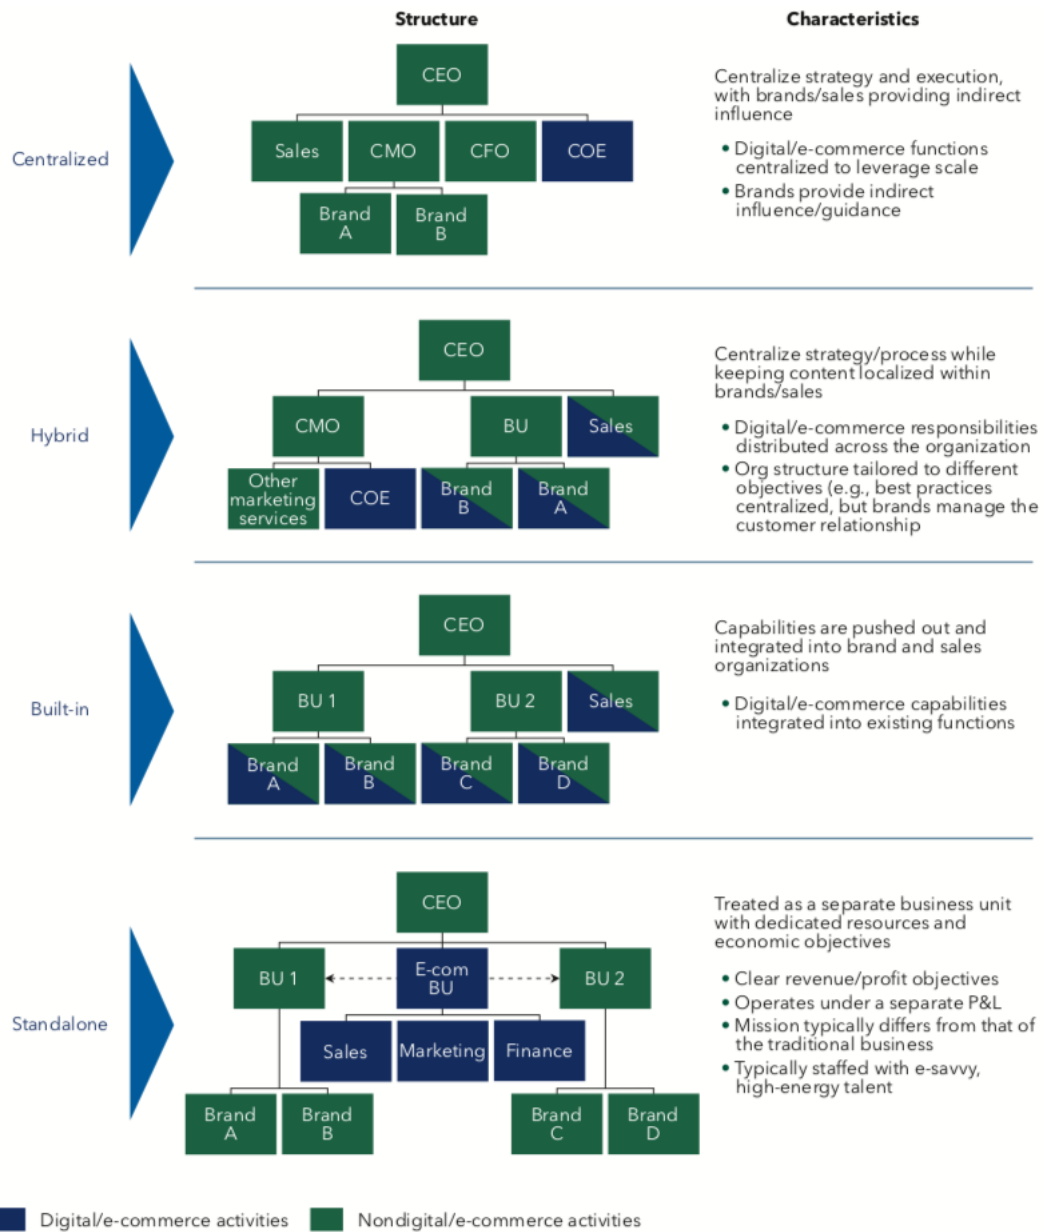 Structure
Characteristics
Centralized
CEO
Sales
CMO
CFO
COE
Brand
A
Brand
B
Centralize strategy and execution,
with brands/sales providing indirect
influence
• Digital/e-commerce functions
centralized to leverage scale
• Brands provide indirect
influence/guidance
Hybrid
CEO
CMO
BU
Sales
Other
marketing
services
COE
Brand
B
Brand
A
Centralize strategy/process while
keeping content localized within
brands/sales
• Digital/e-commerce responsibilities
distributed across the organization
• Org structure tailored to different
objectives (e.g., best practices
centralized, but brands manage the
customer relationship
Built-in
CEO
BU 1
BU 2
Sales
Brand
A
Brand
B
Brand
C
Brand
D
Capabilities are pushed out and
integrated into brand and sales
organizations
• Digital/e-commerce capabilities
integrated into existing functions
Standalone
CEO
BU 1
E-com
BU
BU 2
Sales
Marketing
Finance
Brand
A
Brand
B
Brand
C
Brand
D
Treated as a separate business unit
with dedicated resources and
economic objectives
• Clear revenue/profit objectives
• Operates under a separate P&L
• Mission typically differs from that of
the traditional business
• Typically staffed with e-savvy,
high-energy talent
Digital/e-commerce activities
Nondigital/e-commerce activities